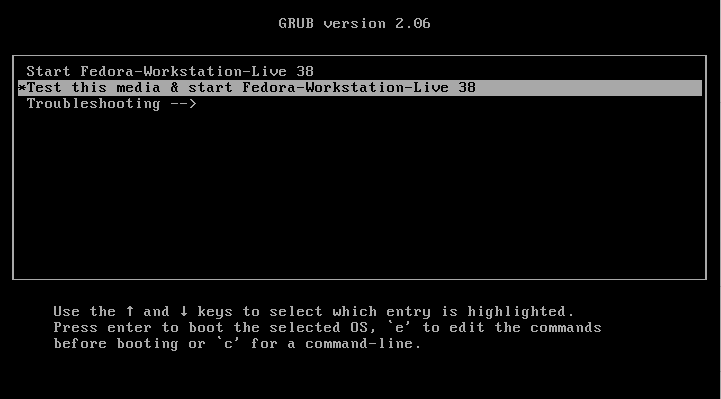 GRUB version 2.06
Start Fedora-Workstation-Live 38
*Test this media & start Fedora-Workstation-Live 38
Troubleshooting -->
Use the ↑ and ↓ keys to select which entry is highlighted.
Press enter to boot the selected OS, `e' to edit the commands
before booting or `c' for a command-line.